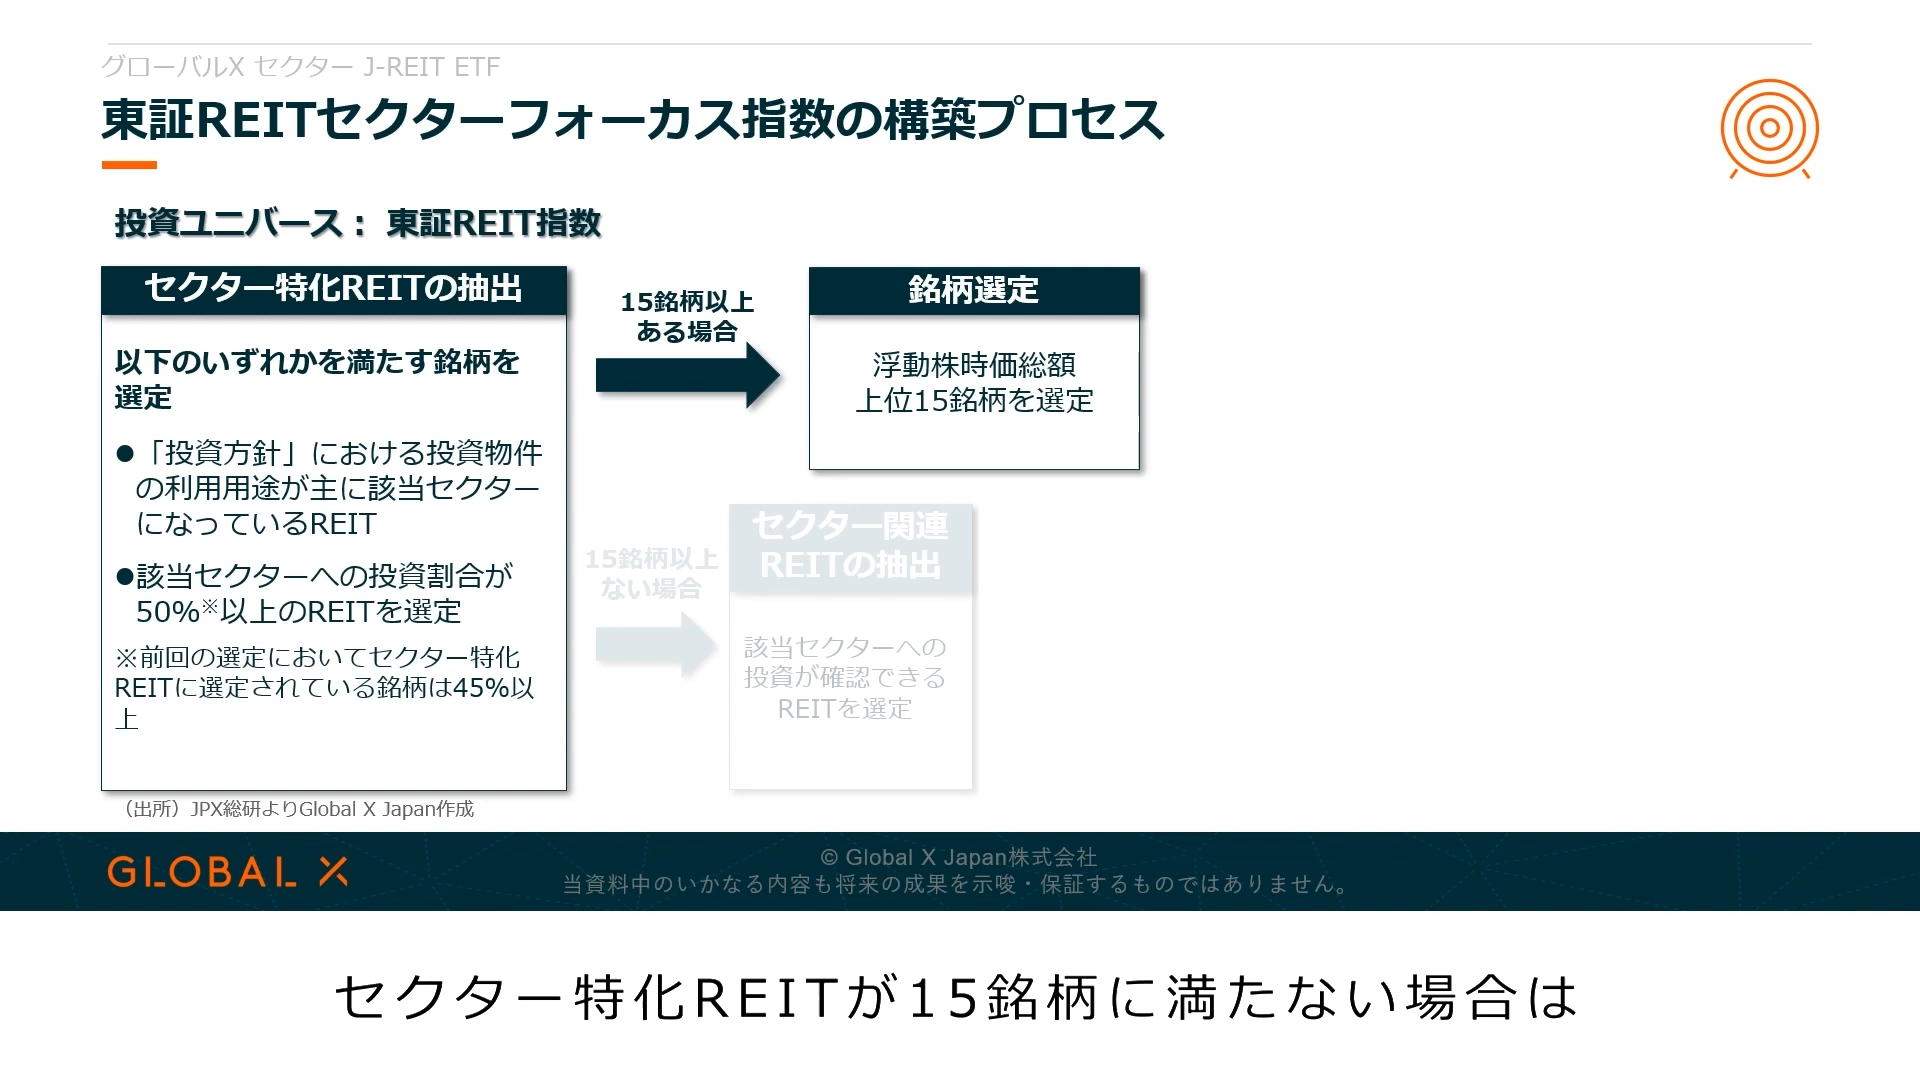 グローバルX セクター J-REIT ETF
東証REITセクターフォーカス指数の構築プロセス
投資ユニバース： 東証REIT指数
セクター特化REITの抽出
以下のいずれかを満たす銘柄を
選定
●「投資方針」における投資物件
の利用用途が主に該当セクター
になっているREIT
●該当セクターへの投資割合が
50%※以上のREITを選定
※前回の選定においてセクター特化
REITに選定されている銘柄は45%以
上
15銘柄以上
ある場合
銘柄選定
浮動株時価総額
上位15銘柄を選定
15銘柄以上
ない場合
セクター関連
REITの抽出
該当セクターへの
投資が確認できる
REITを選定
（出所）JPX総研よりGlobal X Japan作成
GLOBAL X
© Global X Japan株式会社
当資料中のいかなる内容も将来の成果を示唆・保証するものではありません。
セクター特化REITが15銘柄に満たない場合は